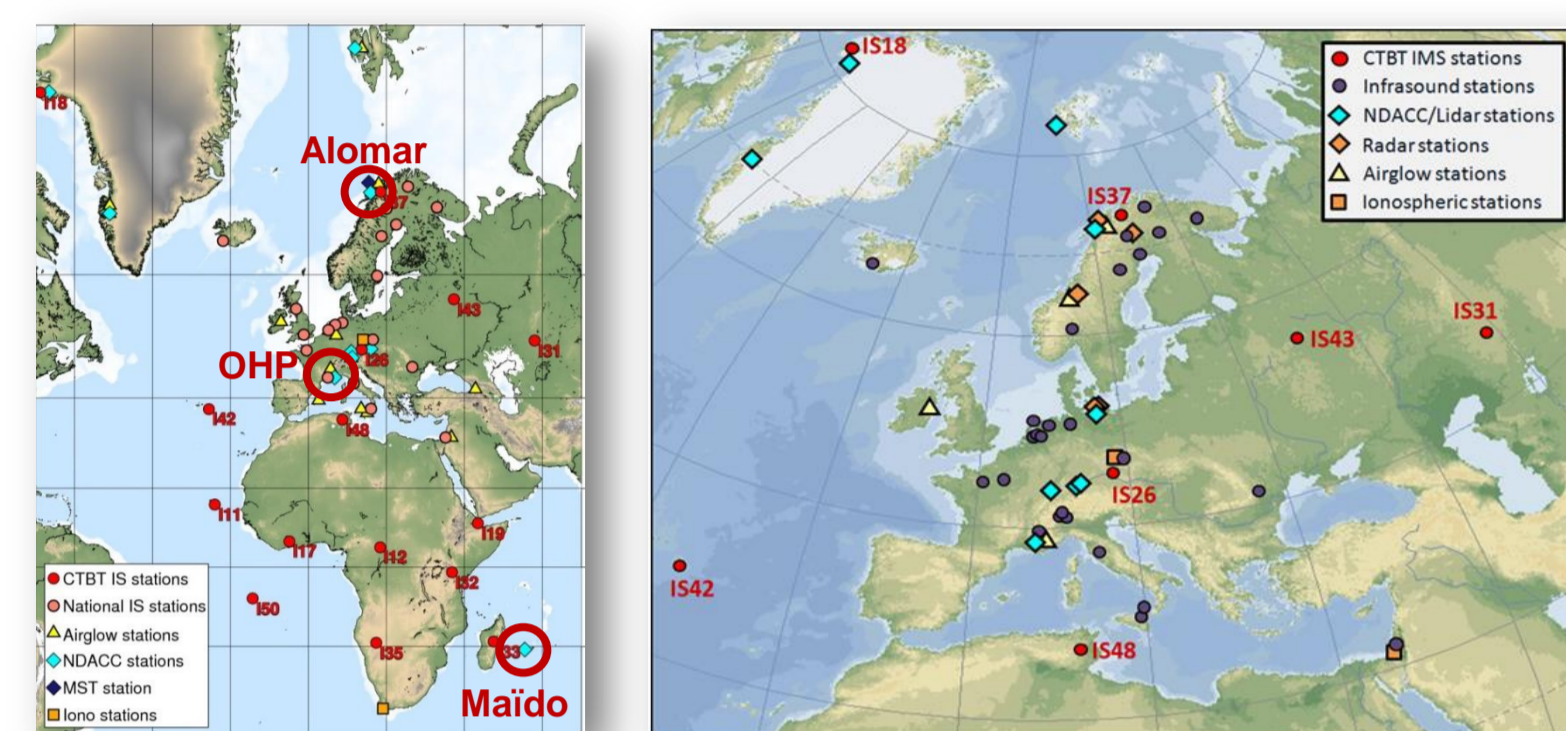 I18
Alomar
I37
I43
I31
OHP
I26
I42
I48
I11
I17
I12
I19
I32
I50
I35
I33
Maïdo
CTBT IS stations
National IS stations
Airglow stations
NDACC stations
MST station
Iono stations
IS18
CTBT IMS stations
Infrasound stations
NDACC/Lidar stations
Radar stations
Airglow stations
Ionospheric stations
IS37
IS31
IS43
IS26
IS42
IS48